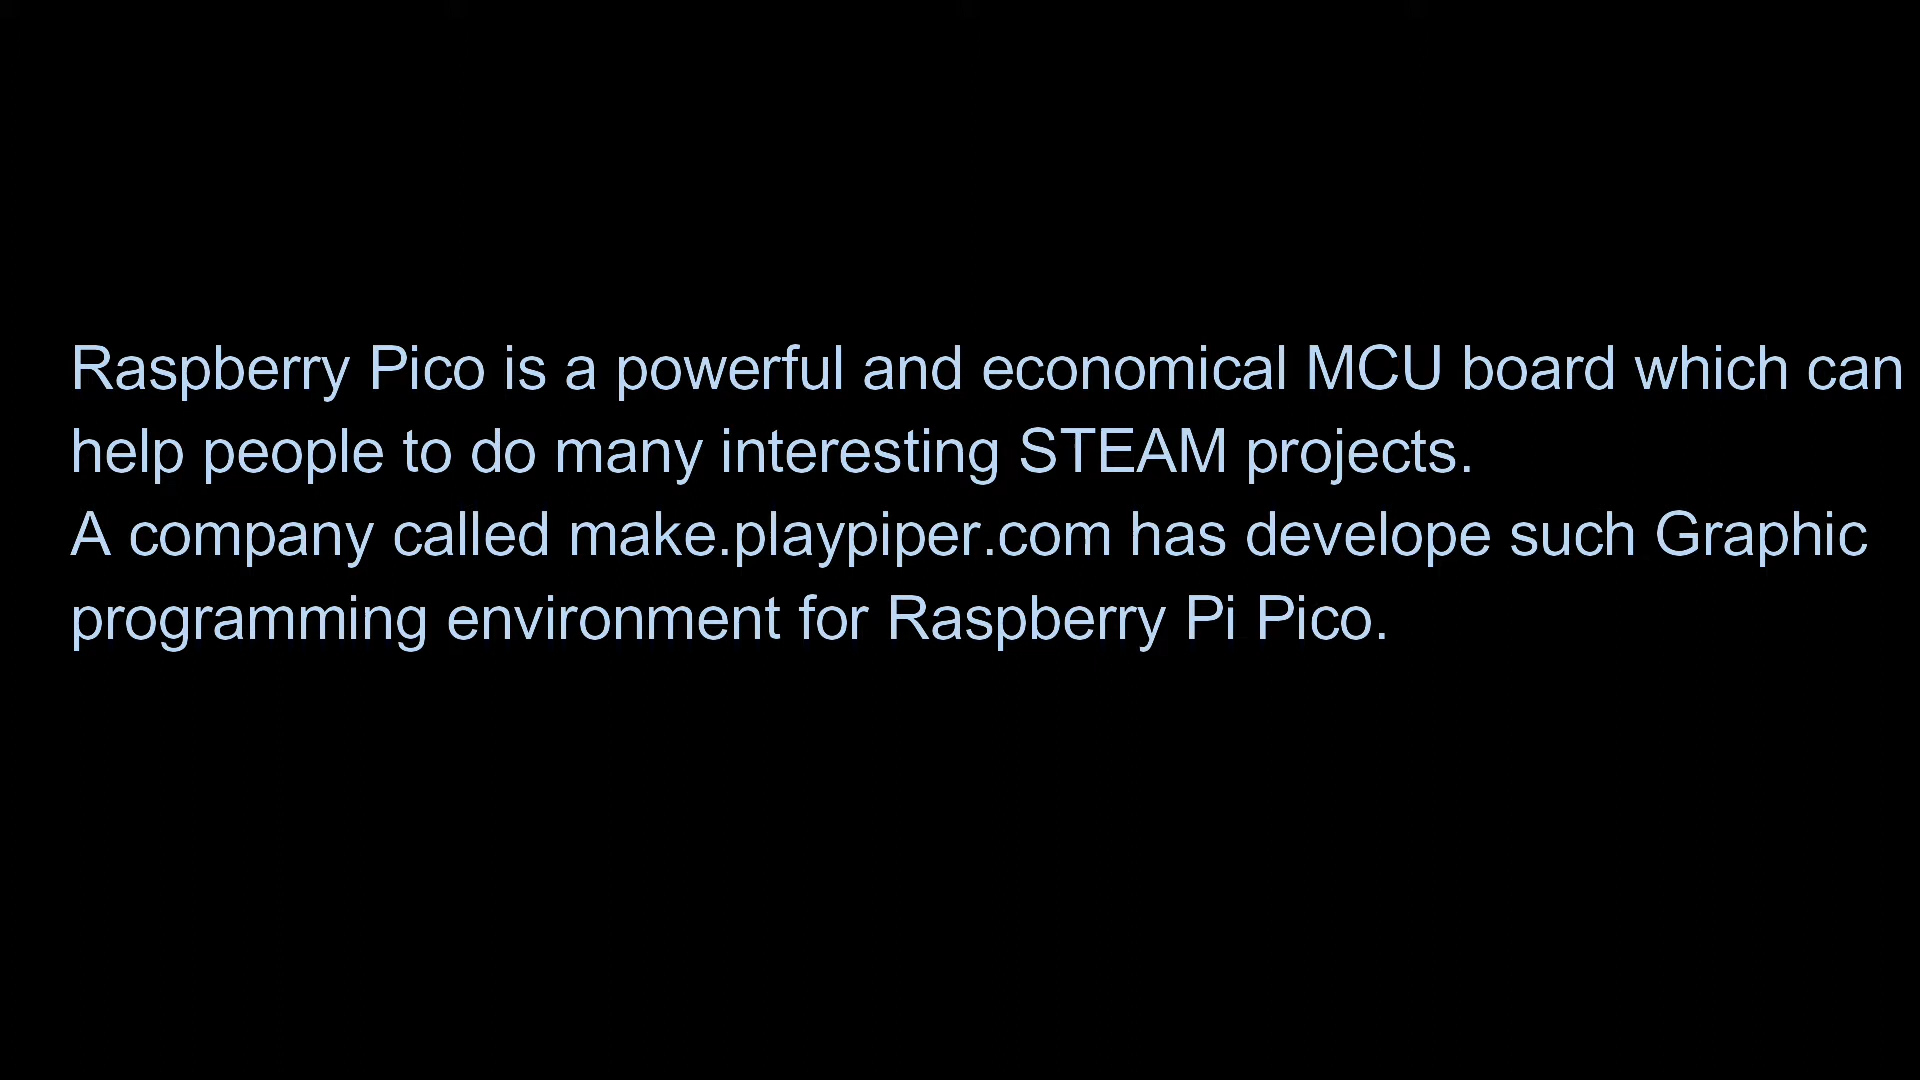 Raspberry Pico is a powerful and economical MCU board which can
help people to do many interesting STEAM projects.
A company called make.playpiper.com has develope such Graphic
programming environment for Raspberry Pi Pico.